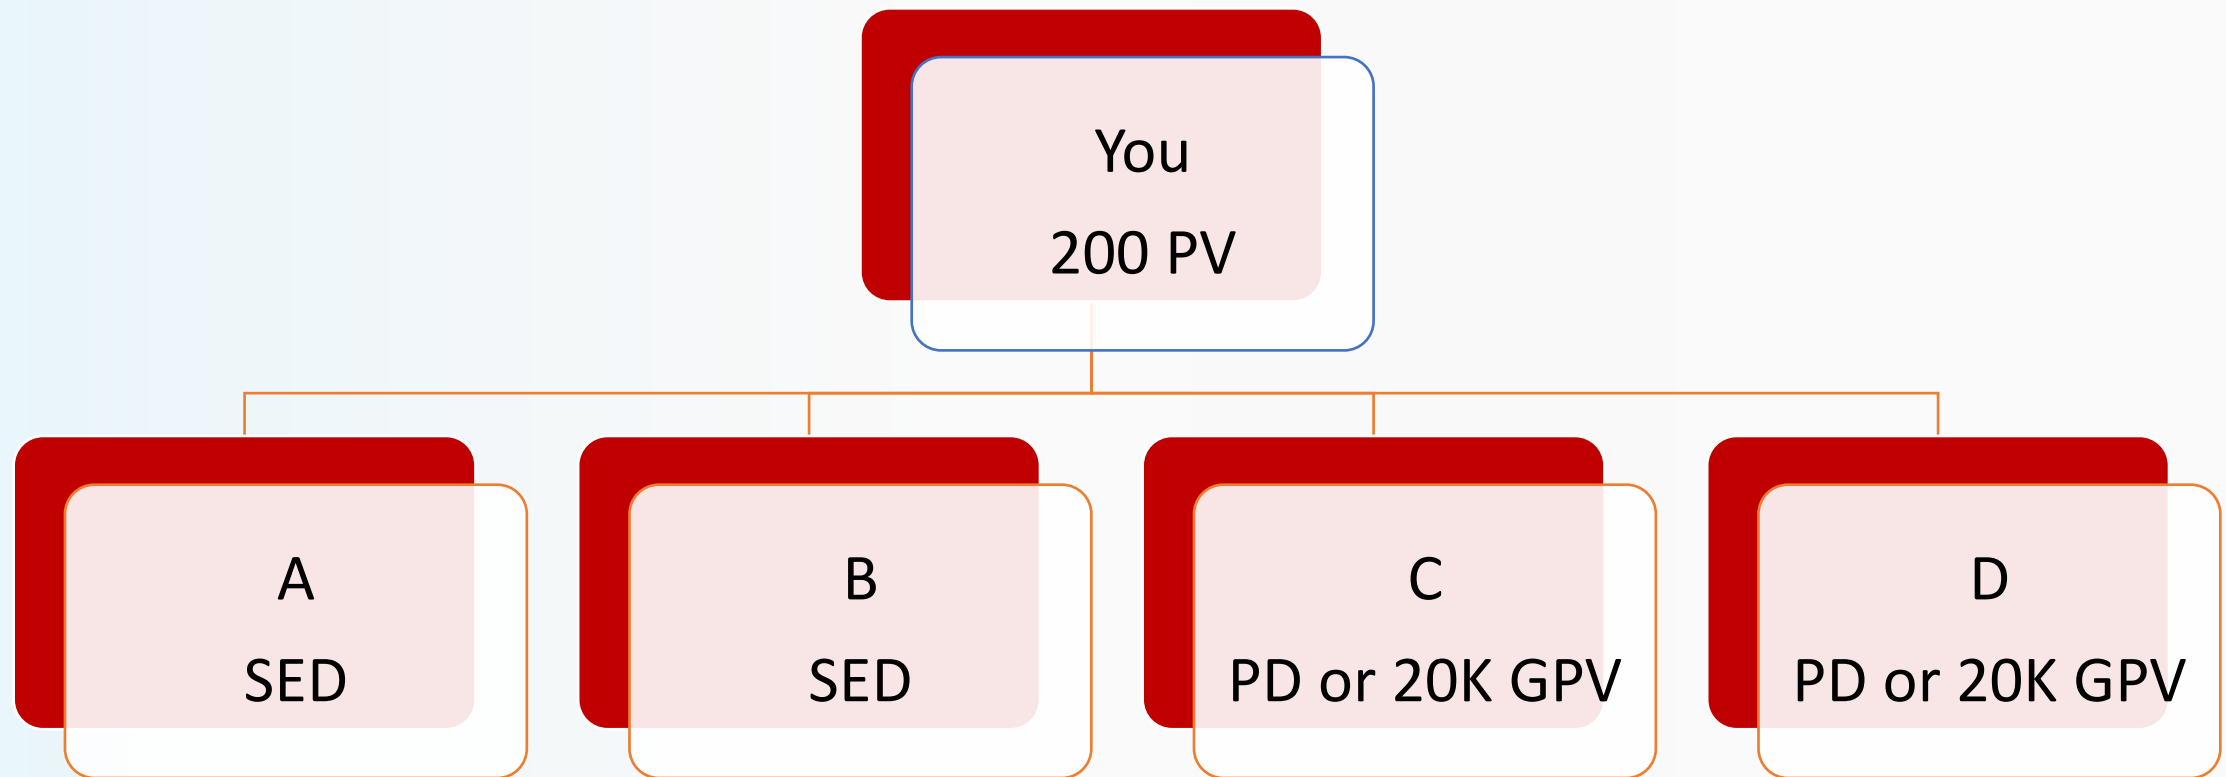 You
200 PV
A
SED
B
SED
C
PD or 20K GPV
D
PD or 20K GPV